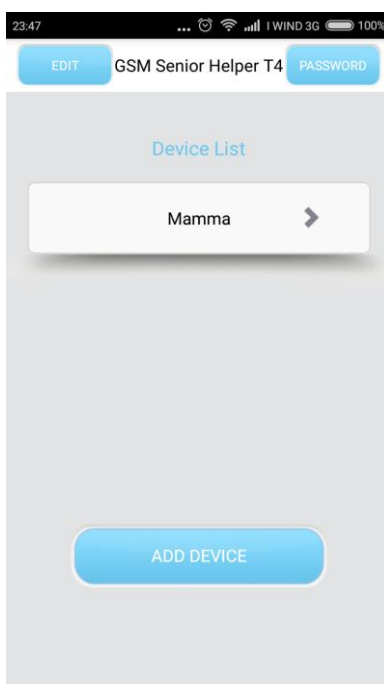 23:47 ... I WIND 3G 100%
EDIT GSM Senior Helper T4 PASSWORD
Device List
Mamma
ADD DEVICE